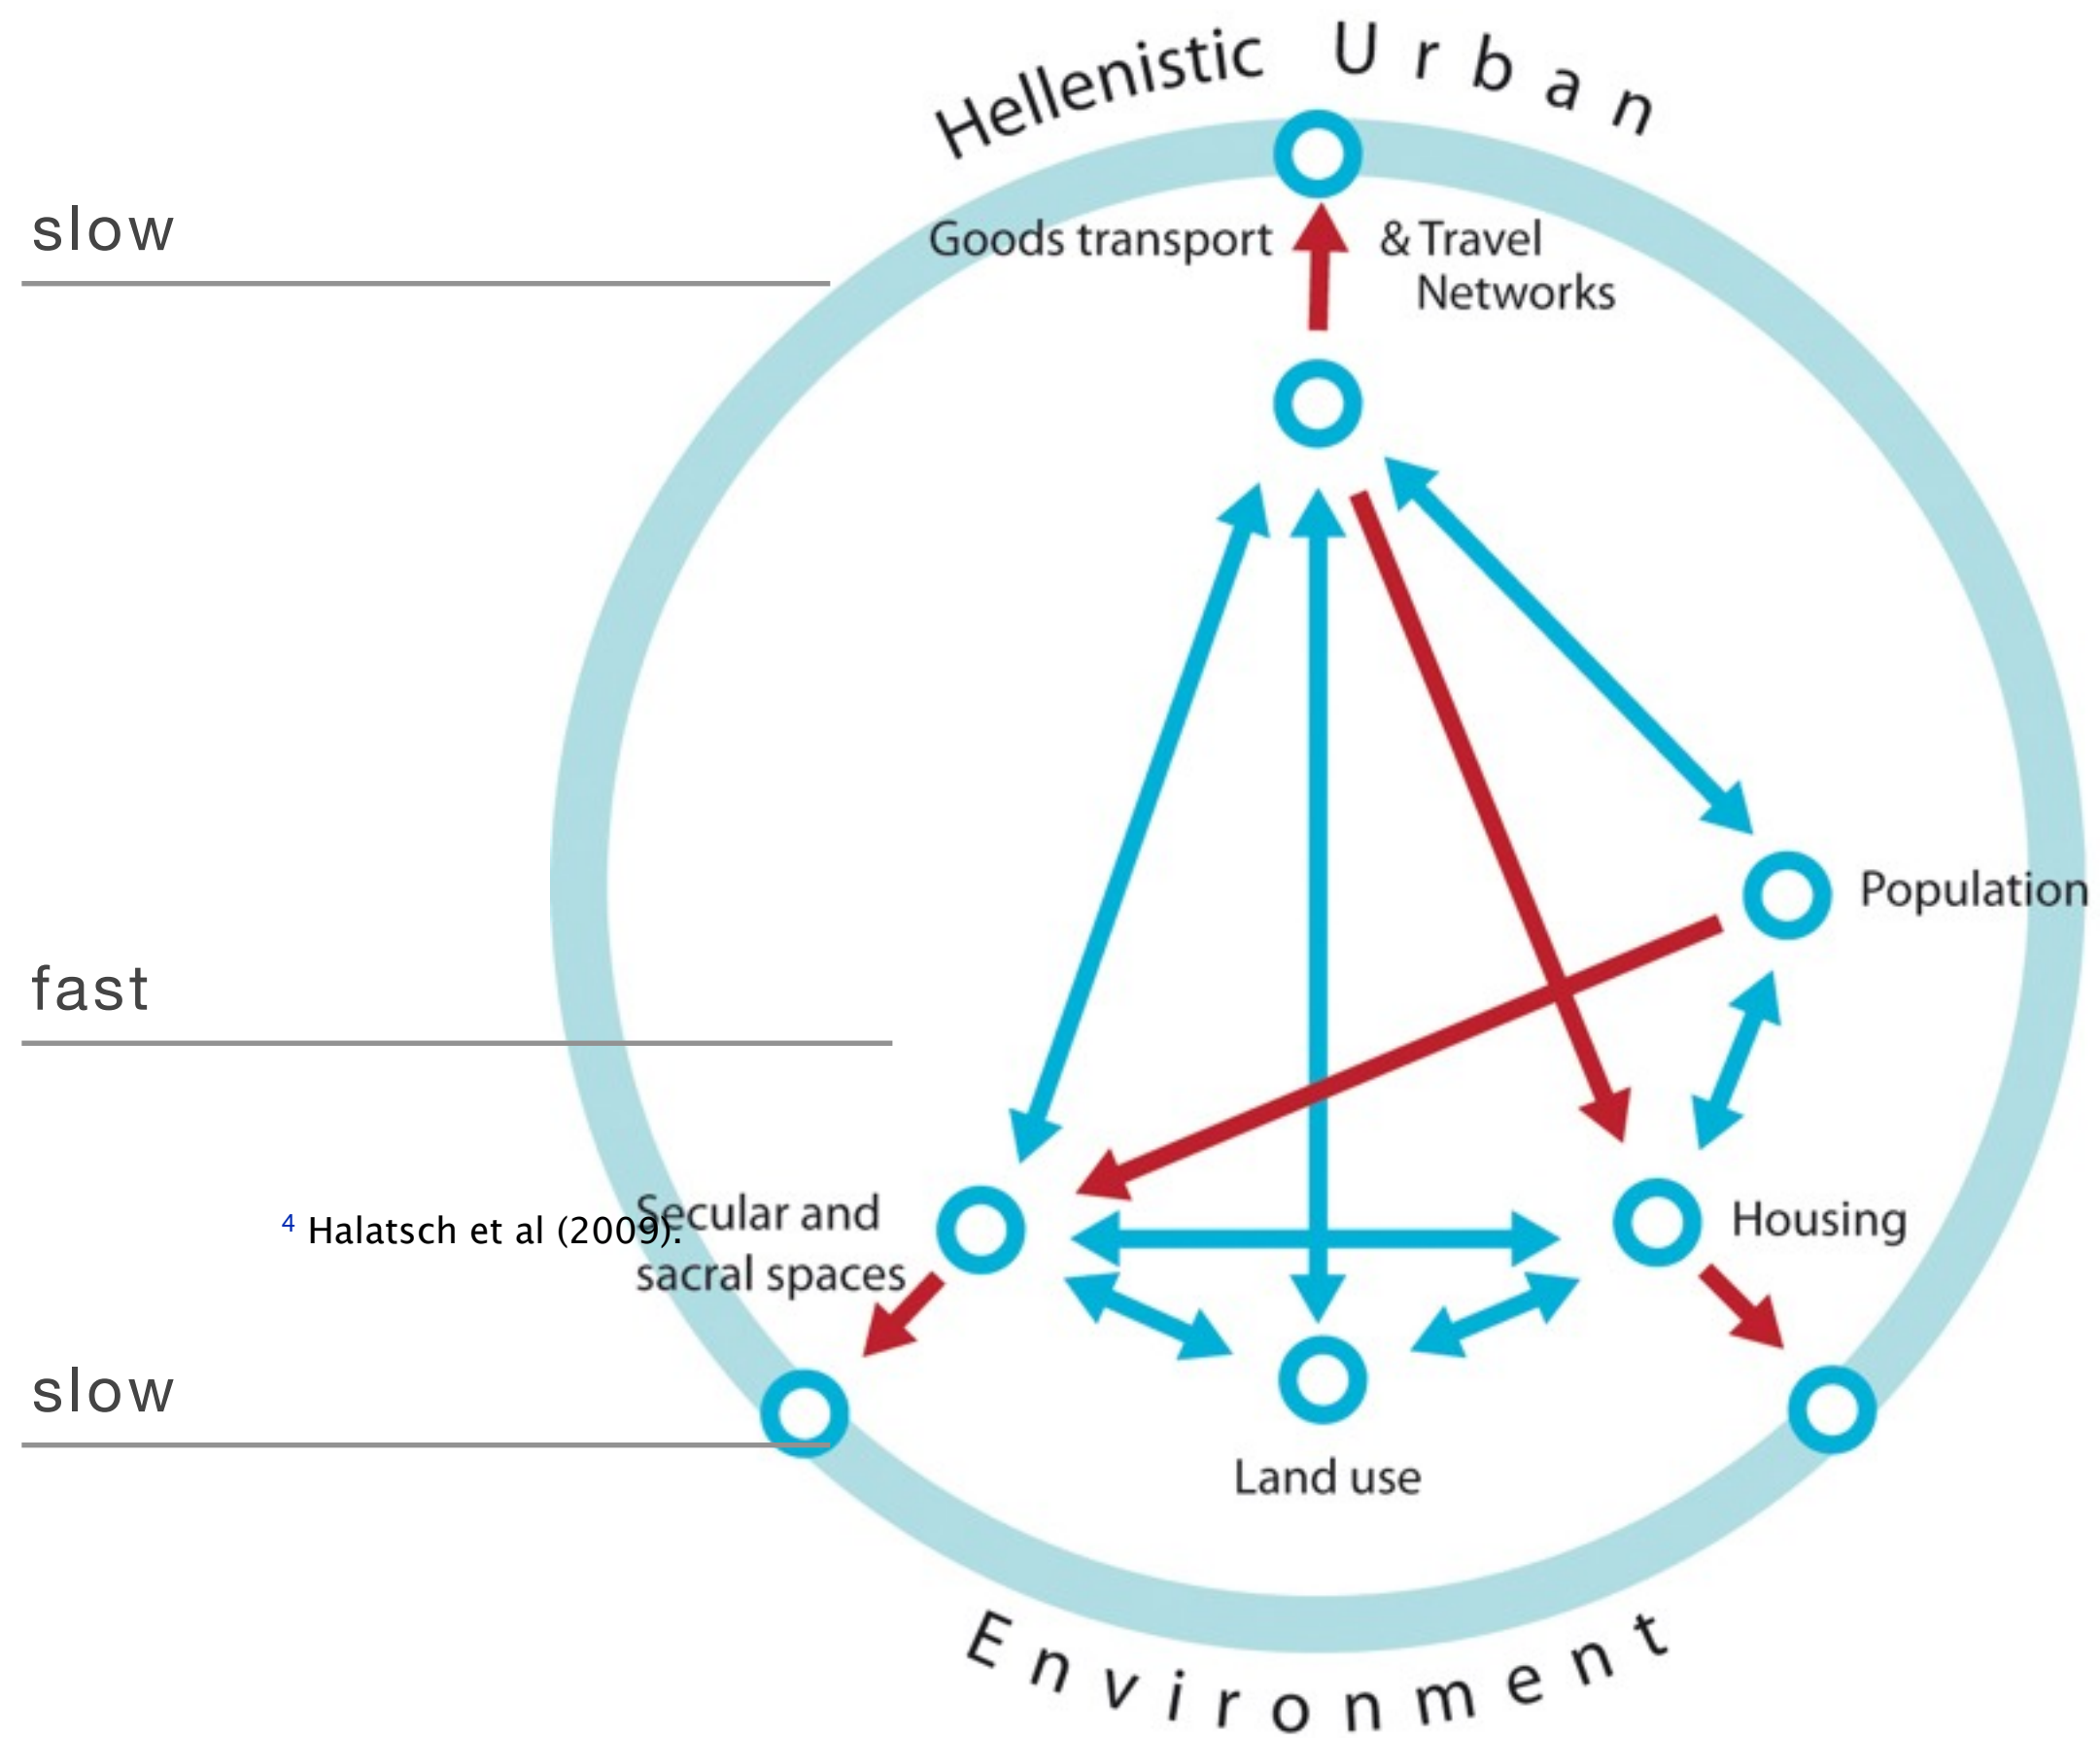 Hellenistic Urban
slow
Goods transport & Travel
Networks
Population
fast
Secular and
sacral spaces
4 Halatsch et al (2009).
Housing
slow
Land use
Environment